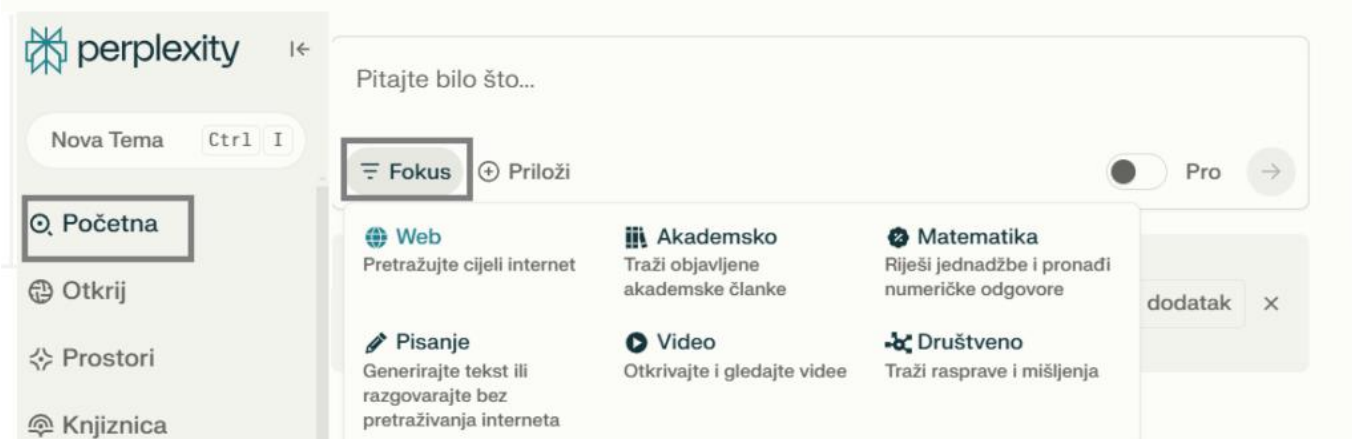 perplexity
Nova Tema Ctrl I
Početna
Otkrij
Prostori
Knjiznica
Pitajte bilo što...
Fokus Priloži Pro
Web
Pretražujte cijeli internet
Akademsko
Traži objavljene
akademske članke
Matematika
Riješi jednadžbe i pronađi
numeričke odgovore
Pisanje
Generirajte tekst ili
razgovarajte bez
pretraživanja interneta
Video
Otkrivajte i gledajte videe
Društveno
Traži rasprave i mišljenja
dodatak